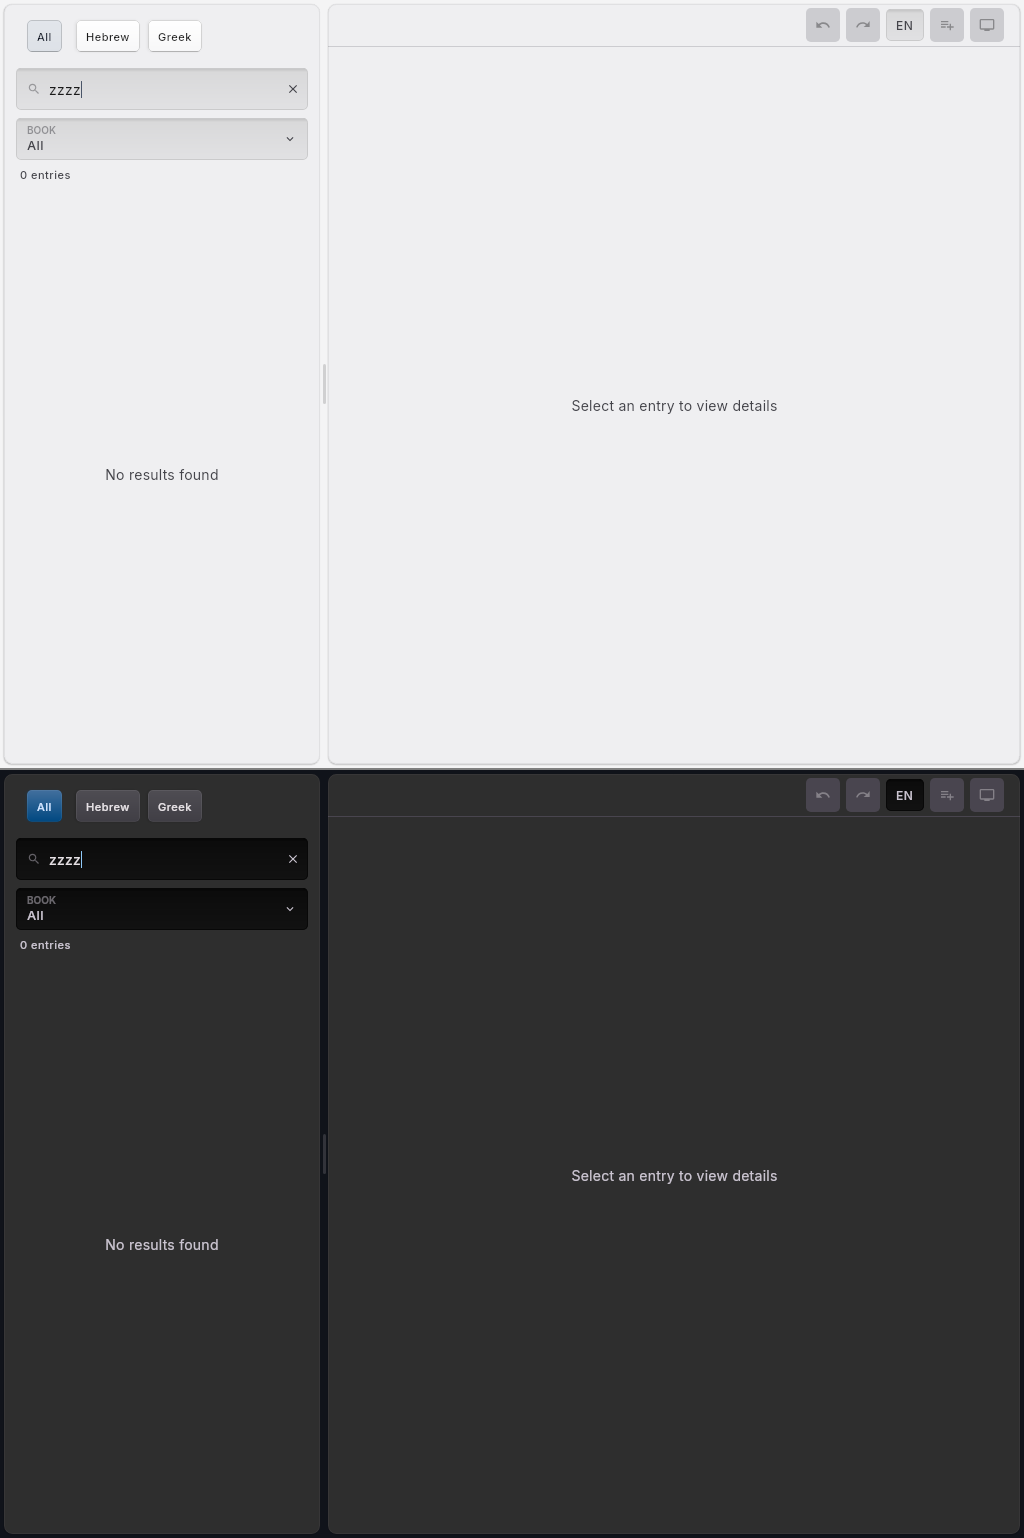 All Hebrew Greek EN
zzzz
BOOK
All
0 entries
Select an entry to view details
No results found
All Hebrew Greek EN
zzzz
BOOK
All
0 entries
Select an entry to view details
No results found